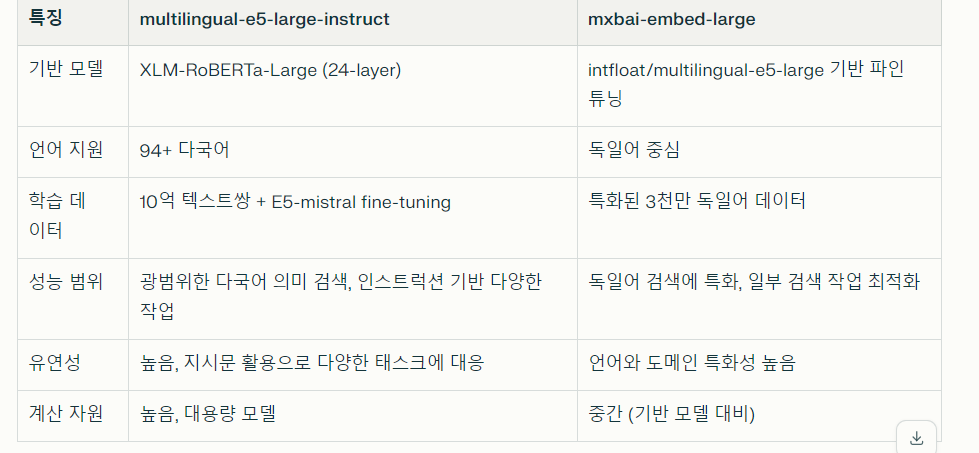 특징 multilingual-e5-large-instruct mxbai-embed-large
기반 모델 XLM-RoBERTa-Large (24-layer) intfloat/multilingual-e5-large 기반 파인
튜닝
언어 지원 94+ 다국어 독일어 중심
학습 데 10억 텍스트쌍 + E5-mistral fine-tuning 특화된 3천만 독일어 데이터
이터
성능 범위 광범위한 다국어 의미 검색, 인스트럭션 기반 다양한 독일어 검색에 특화, 일부 검색 작업 최적화
작업
유연성 높음, 지시문 활용으로 다양한 태스크에 대응 언어와 도메인 특화성 높음
계산 자원 높음, 대용량 모델 중간 (기반 모델 대비)